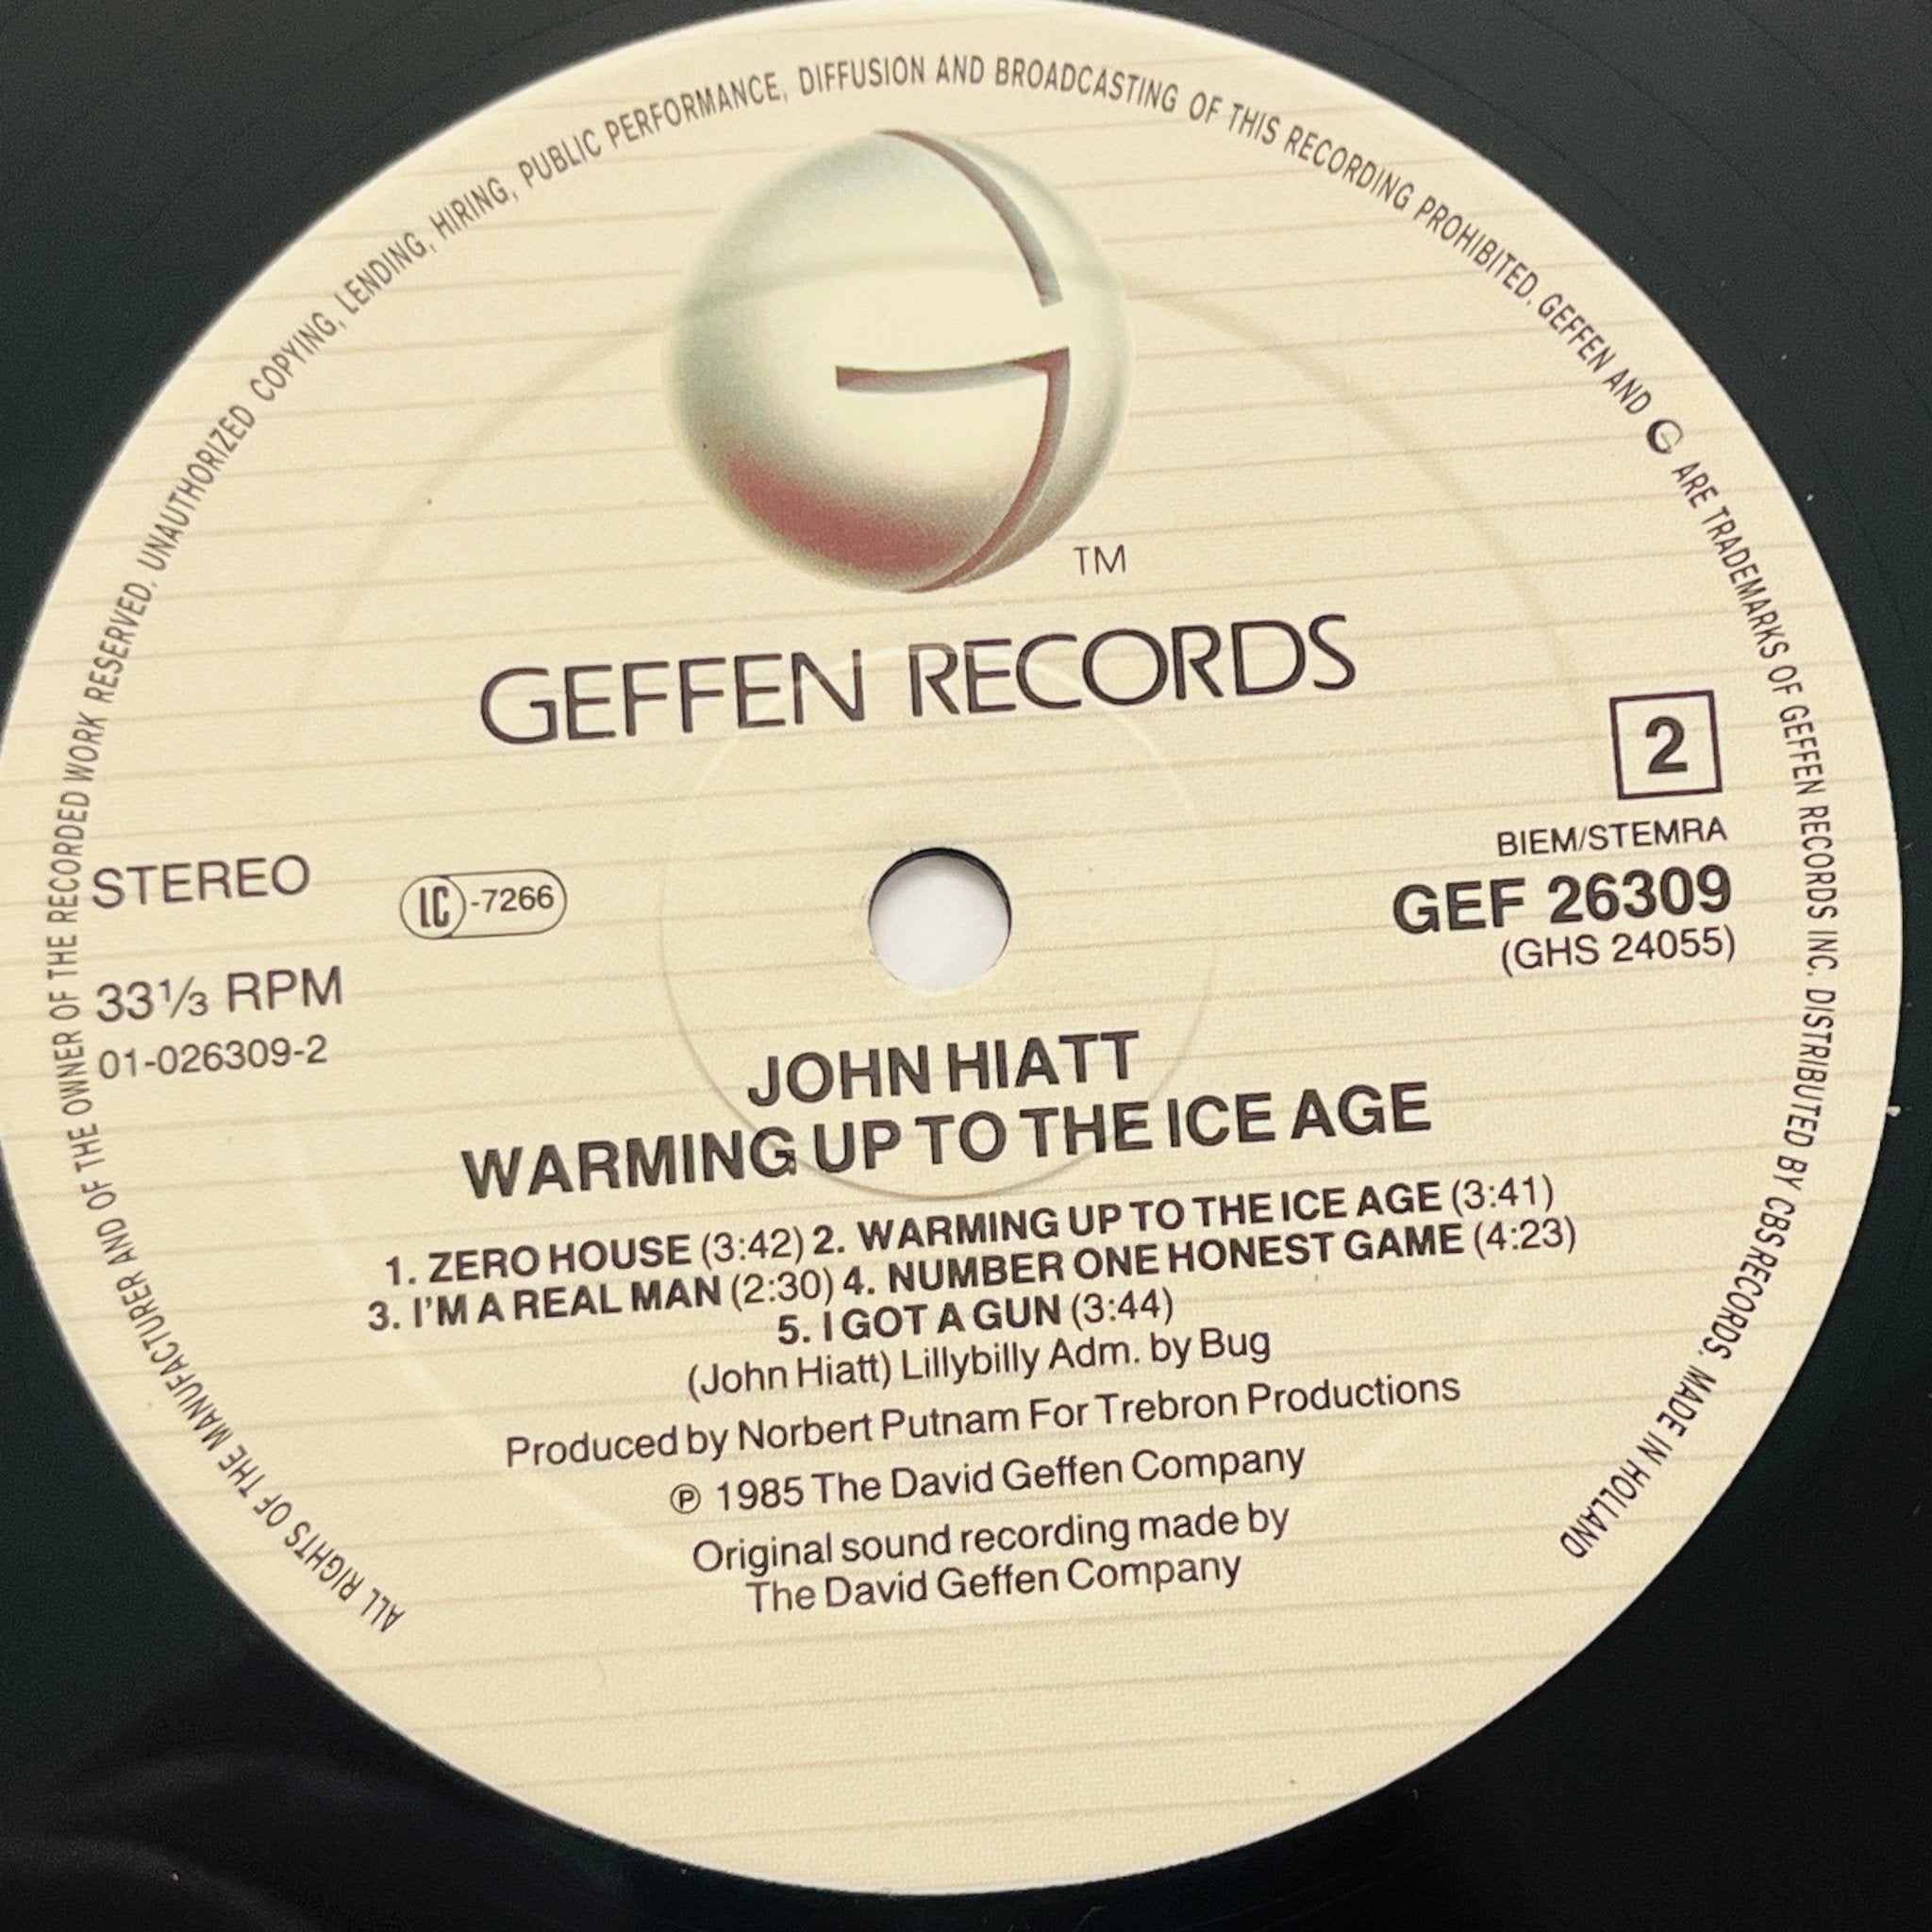 ALL RIGHTS OF THE MANUFACTURER AND OF THE OWNER OF THE RECORDED WORK RESERVED. UNAUTHORIZED COPYING, LENDING, HIRING, PUBLIC PERFORMANCE, DIFFUSION AND BROADCASTING OF THIS RECORDING PROHIBITED. GEFFEN AND G ARE TRADEMARKS OF GEFFEN RECORDS INC. DISTRIBUTED BY CBS RECORDS. MADE IN HOLLAND
TM
GEFFEN RECORDS
2
BIEM/STEMRA
STEREO
LC-7266
GEF 26309
(GHS 24055)
33⅓ RPM
01-026309-2
JOHN HIATT
WARMING UP TO THE ICE AGE
1. ZERO HOUSE (3:42) 2. WARMING UP TO THE ICE AGE (3:41)
3. I'M A REAL MAN (2:30) 4. NUMBER ONE HONEST GAME (4:23)
5. I GOT A GUN (3:44)
(John Hiatt) Lillybilly Adm. by Bug
Produced by Norbert Putnam For Trebron Productions
℗ 1985 The David Geffen Company
Original sound recording made by
The David Geffen Company